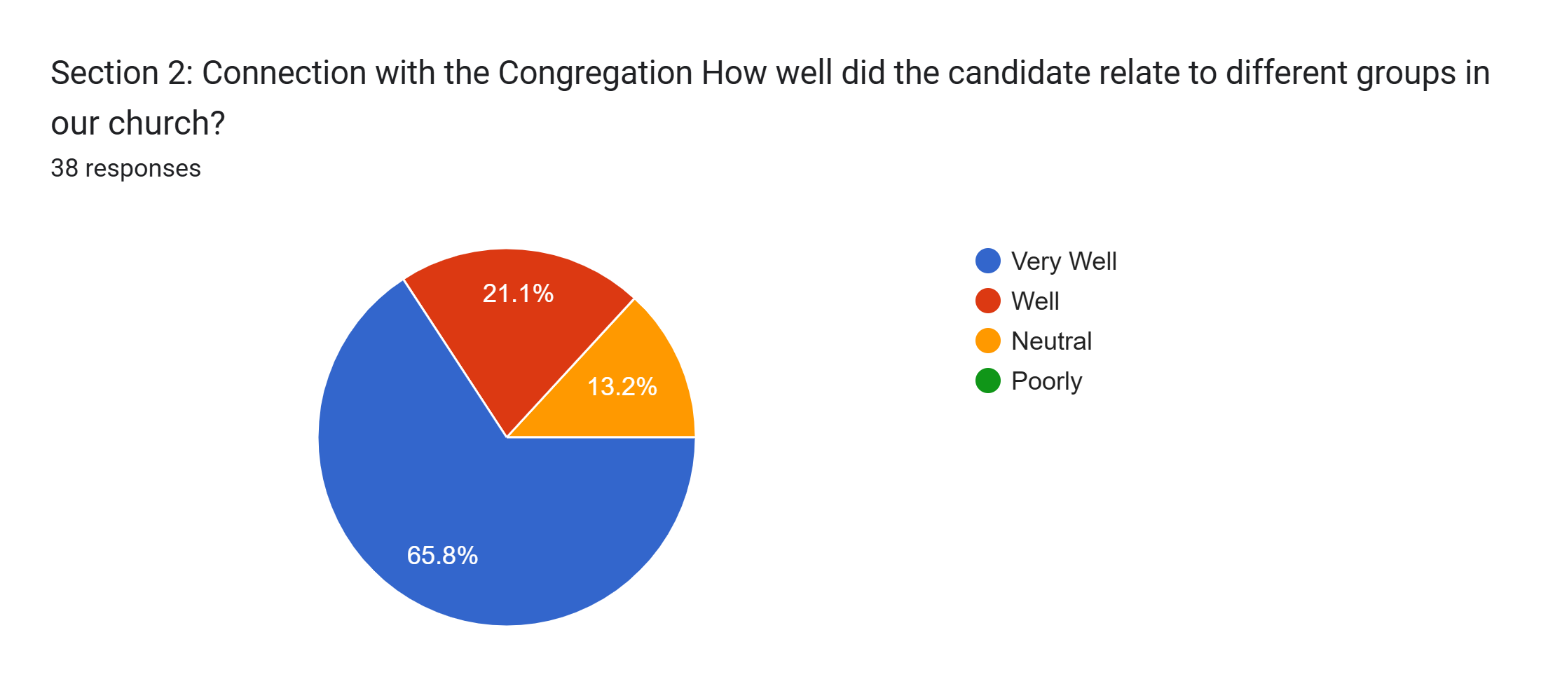 Section 2: Connection with the Congregation How well did the candidate relate to different groups in
our church?
38 responses
21.1%
13.2%
65.8%
Very Well
Well
Neutral
Poorly